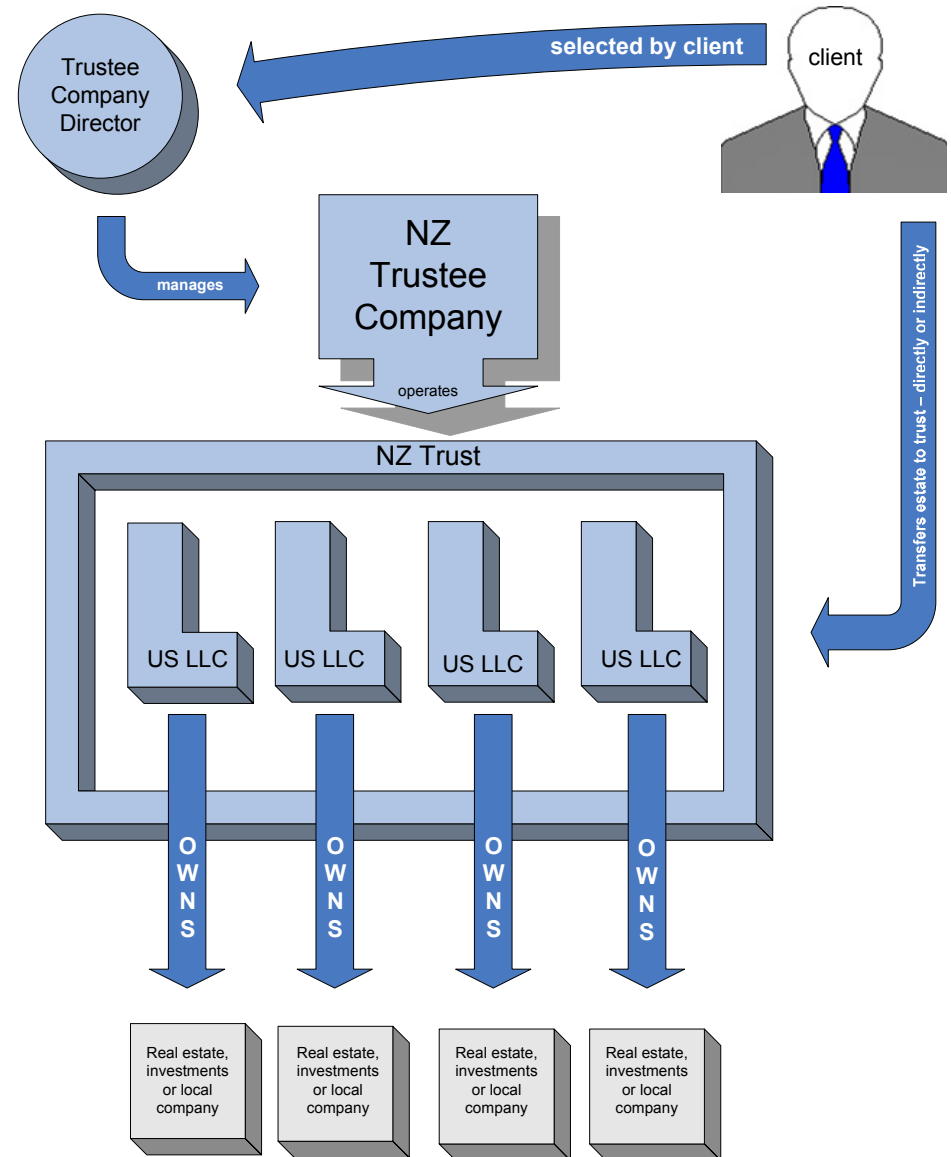 selected by client
client
Trustee
Company
Director
NZ
Trustee
Company
manages
operates
Transfers estate to trust – directly or indirectly
NZ Trust
US LLC
US LLC
US LLC
US LLC
OWNS
OWNS
OWNS
OWNS
Real estate,
investments
or local
company
Real estate,
investments
or local
company
Real estate,
investments
or local
company
Real estate,
investments
or local
company